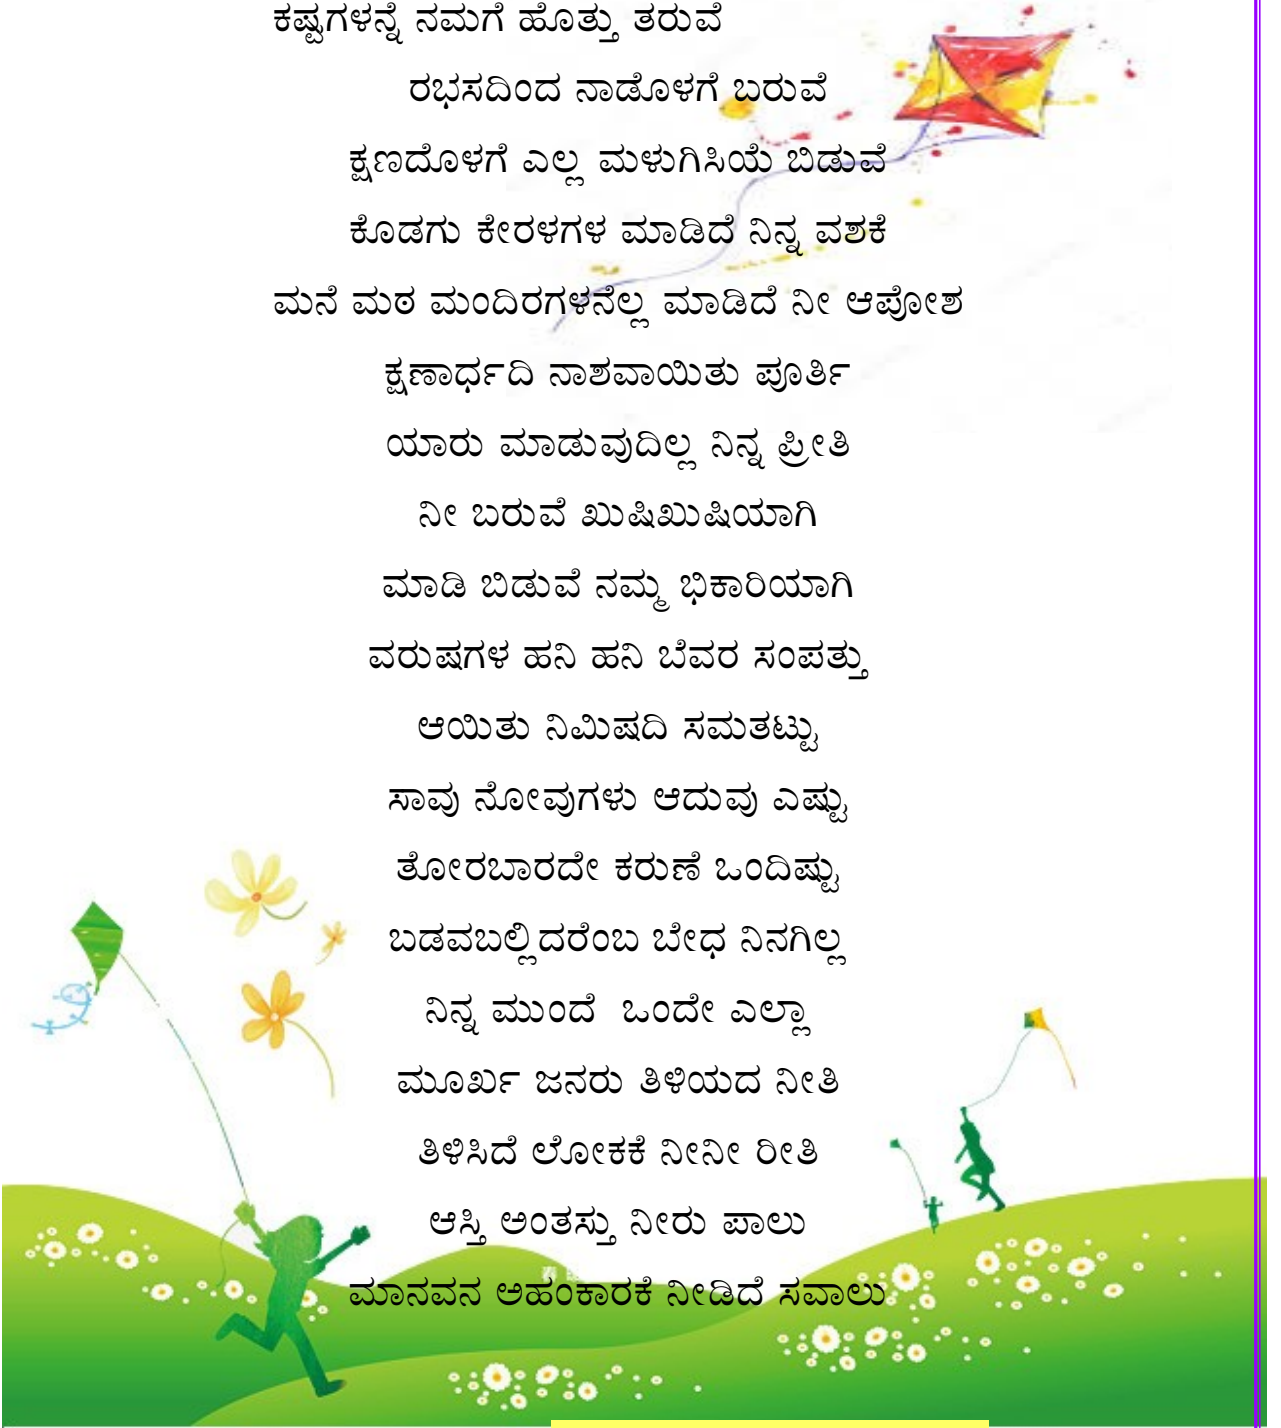 ಕಷ್ಟಗಳನ್ನೆ ನಮಗೆ ಹೊತ್ತು ತರುವೆ
ರಭಸದಿಂದ ನಾಡೊಳಗೆ ಬರುವೆ
ಕ್ಷಣದೊಳಗೆ ಎಲ್ಲ ಮಳುಗಿಸಿಯೆ ಬಿಡುವೆ
ಕೊಡಗು ಕೇರಳಗಳ ಮಾಡಿದೆ ನಿನ್ನ ವಶಕೆ
ಮನೆ ಮಠ ಮಂದಿರಗಳನೆಲ್ಲ ಮಾಡಿದೆ ನೀ ಆಪೋಶ
ಕ್ಷಣಾರ್ಧದಿ ನಾಶವಾಯಿತು ಪೂರ್ತಿ
ಯಾರು ಮಾಡುವುದಿಲ್ಲ ನಿನ್ನ ಪ್ರೀತಿ
ನೀ ಬರುವೆ ಖುಷಿಖುಷಿಯಾಗಿ
ಮಾಡಿ ಬಿಡುವೆ ನಮ್ಮ ಭಿಕಾರಿಯಾಗಿ
ವರುಷಗಳ ಹನಿ ಹನಿ ಬೆವರ ಸಂಪತ್ತು
ಆಯಿತು ನಿಮಿಷದಿ ಸಮತಟ್ಟು
ಸಾವು ನೋವುಗಳು ಆದುವು ಎಷ್ಟು
ತೋರಬಾರದೇ ಕರುಣೆ ಒಂದಿಷ್ಟು
ಬಡವಬಲ್ಲಿದರೆಂಬ ಬೇಧ ನಿನಗಿಲ್ಲ
ನಿನ್ನ ಮುಂದೆ ಒಂದೇ ಎಲ್ಲಾ
ಮೂರ್ಖ ಜನರು ತಿಳಿಯದ ನೀತಿ
ತಿಳಿಸಿದೆ ಲೋಕಕೆ ನೀನೀ ರೀತಿ
ಆಸ್ತಿ ಅಂತಸ್ತು ನೀರು ಪಾಲು
ಮಾನವನ ಅಹಂಕಾರಕೆ ನೀಡಿದೆ ಸವಾಲು